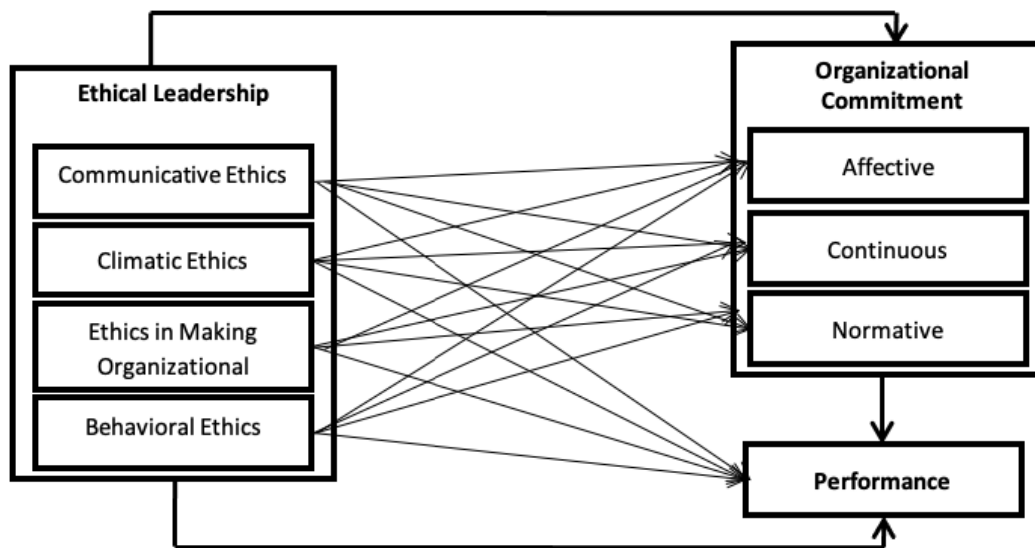 Ethical Leadership
Communicative Ethics
Climatic Ethics
Ethics in Making
Organizational
Behavioral Ethics
Organizational
Commitment
Affective
Continuous
Normative
Performance